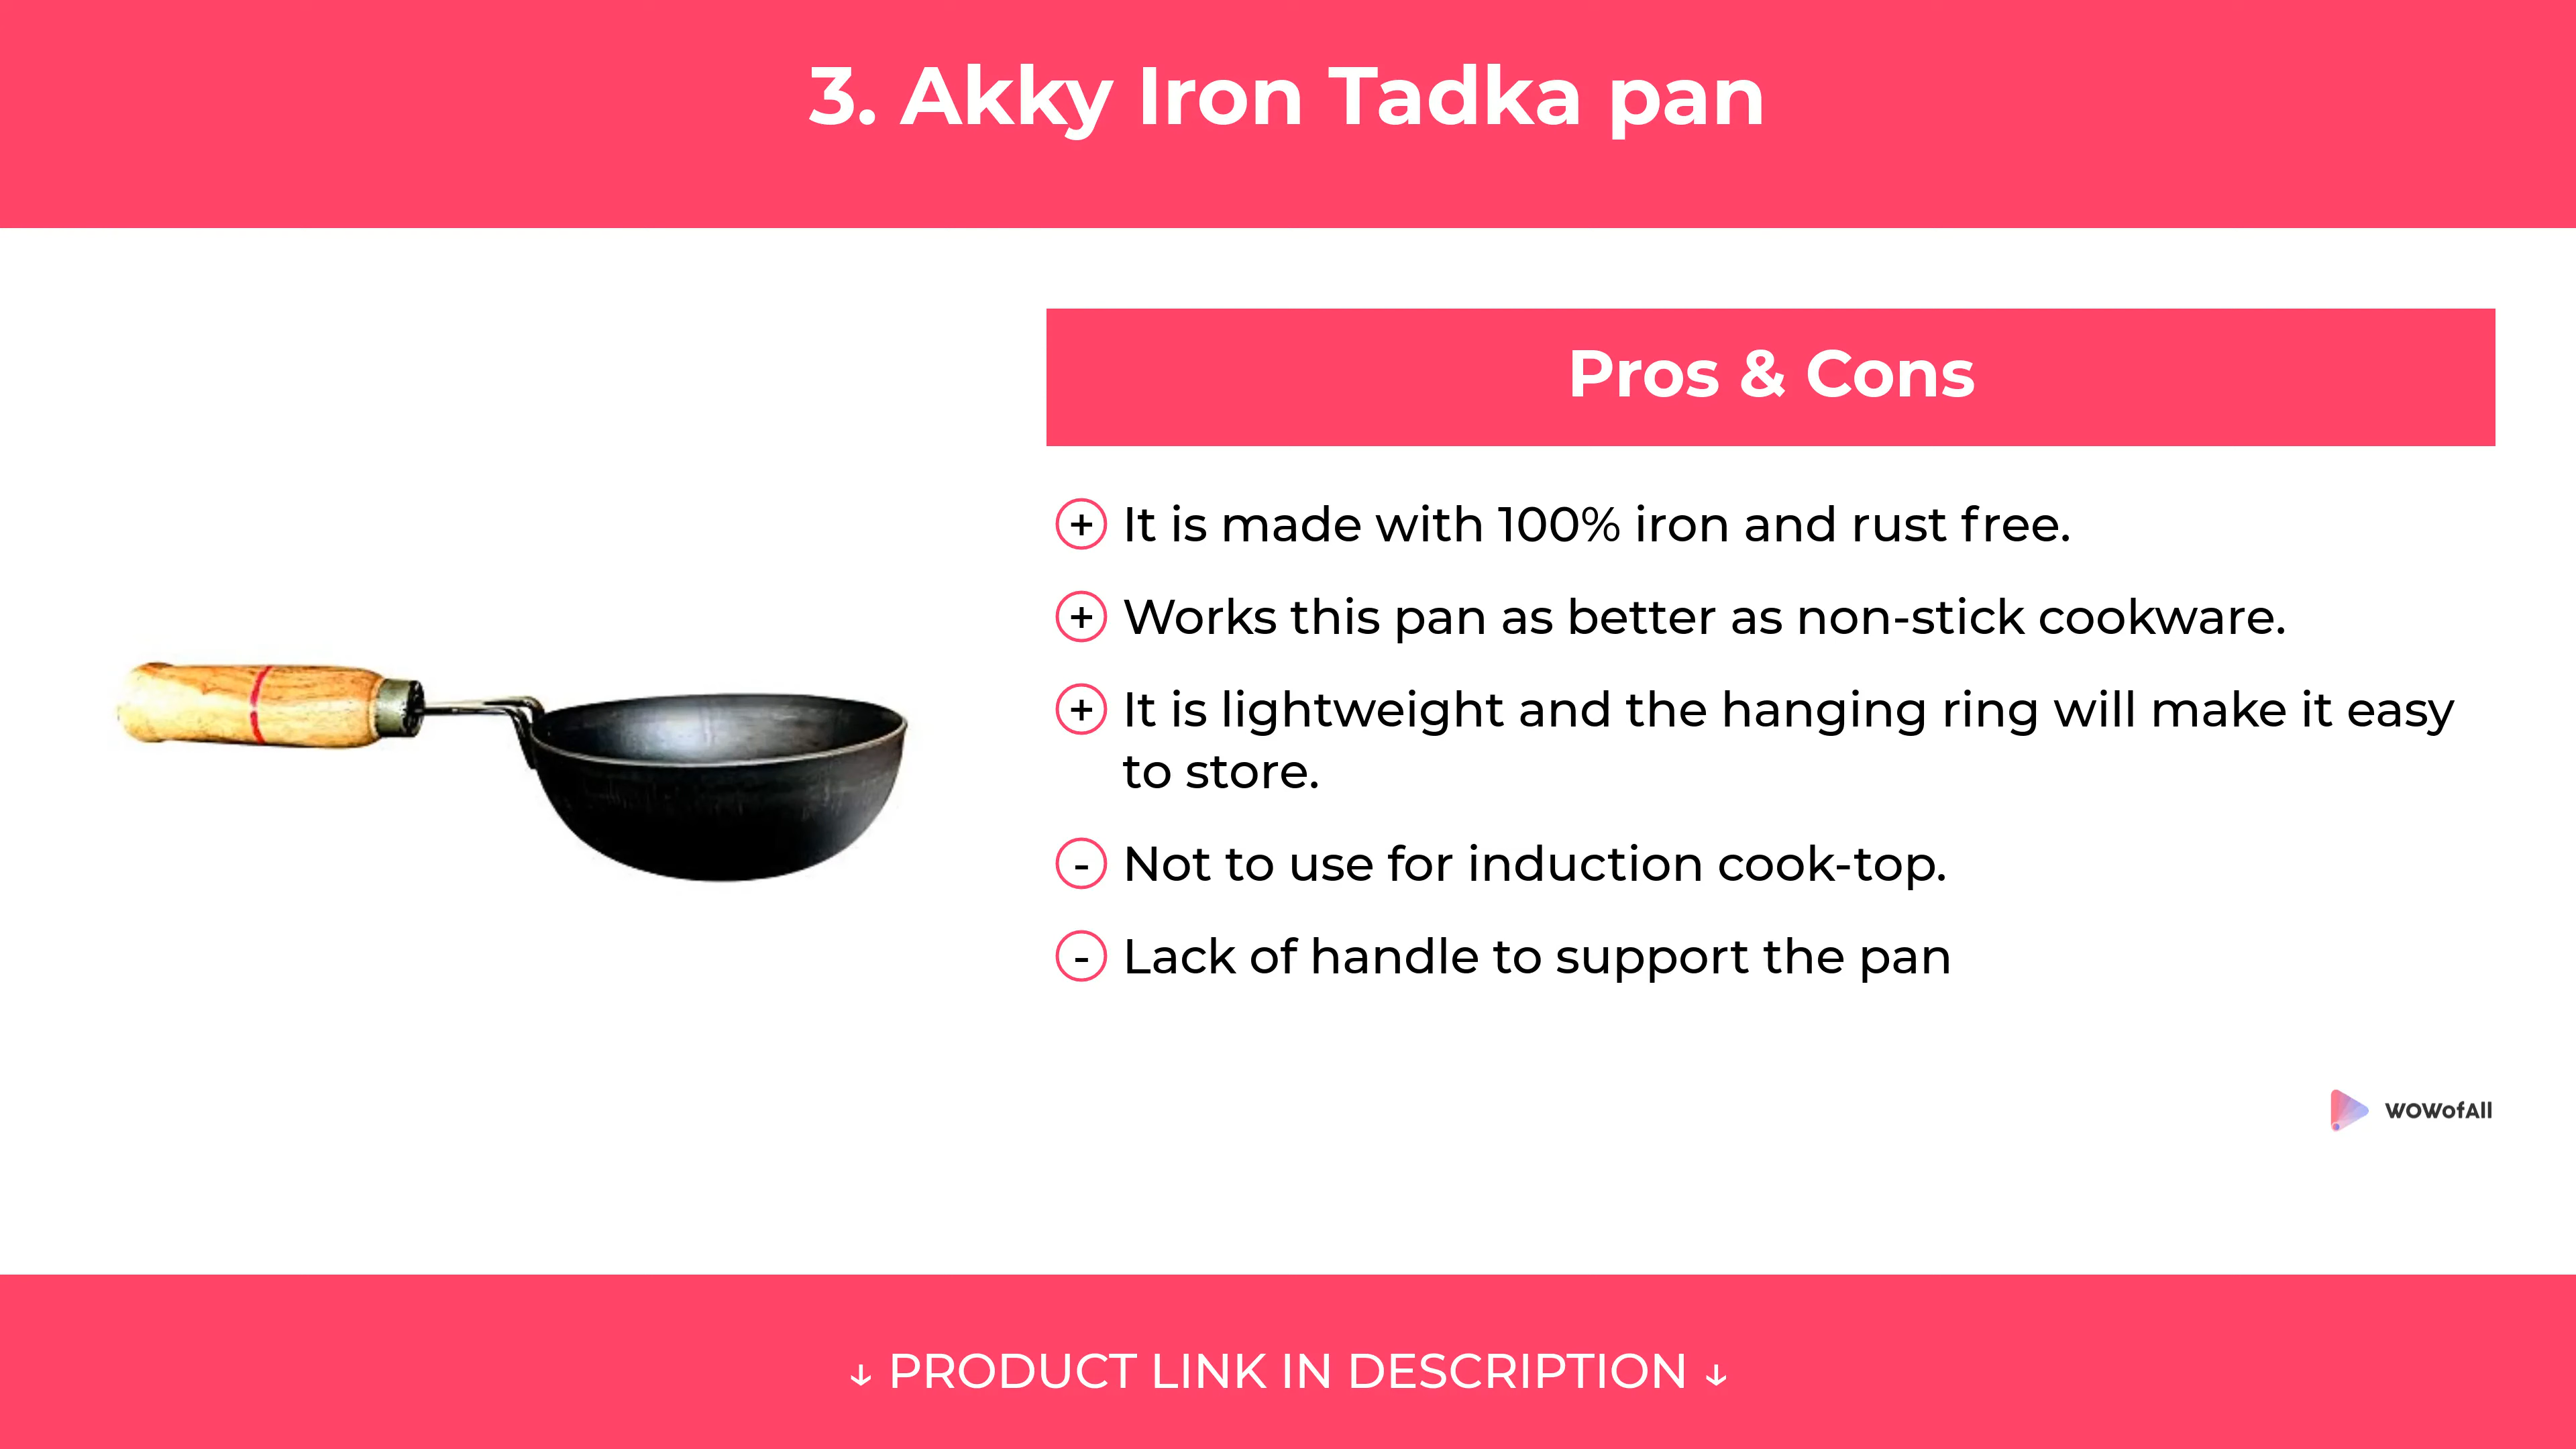 3. Akky Iron Tadka pan
Pros & Cons
+ It is made with 100% iron and rust free.
+ Works this pan as better as non-stick cookware.
+ It is lightweight and the hanging ring will make it easy
to store.
- Not to use for induction cook-top.
- Lack of handle to support the pan
WOWofAll
↓ PRODUCT LINK IN DESCRIPTION ↓